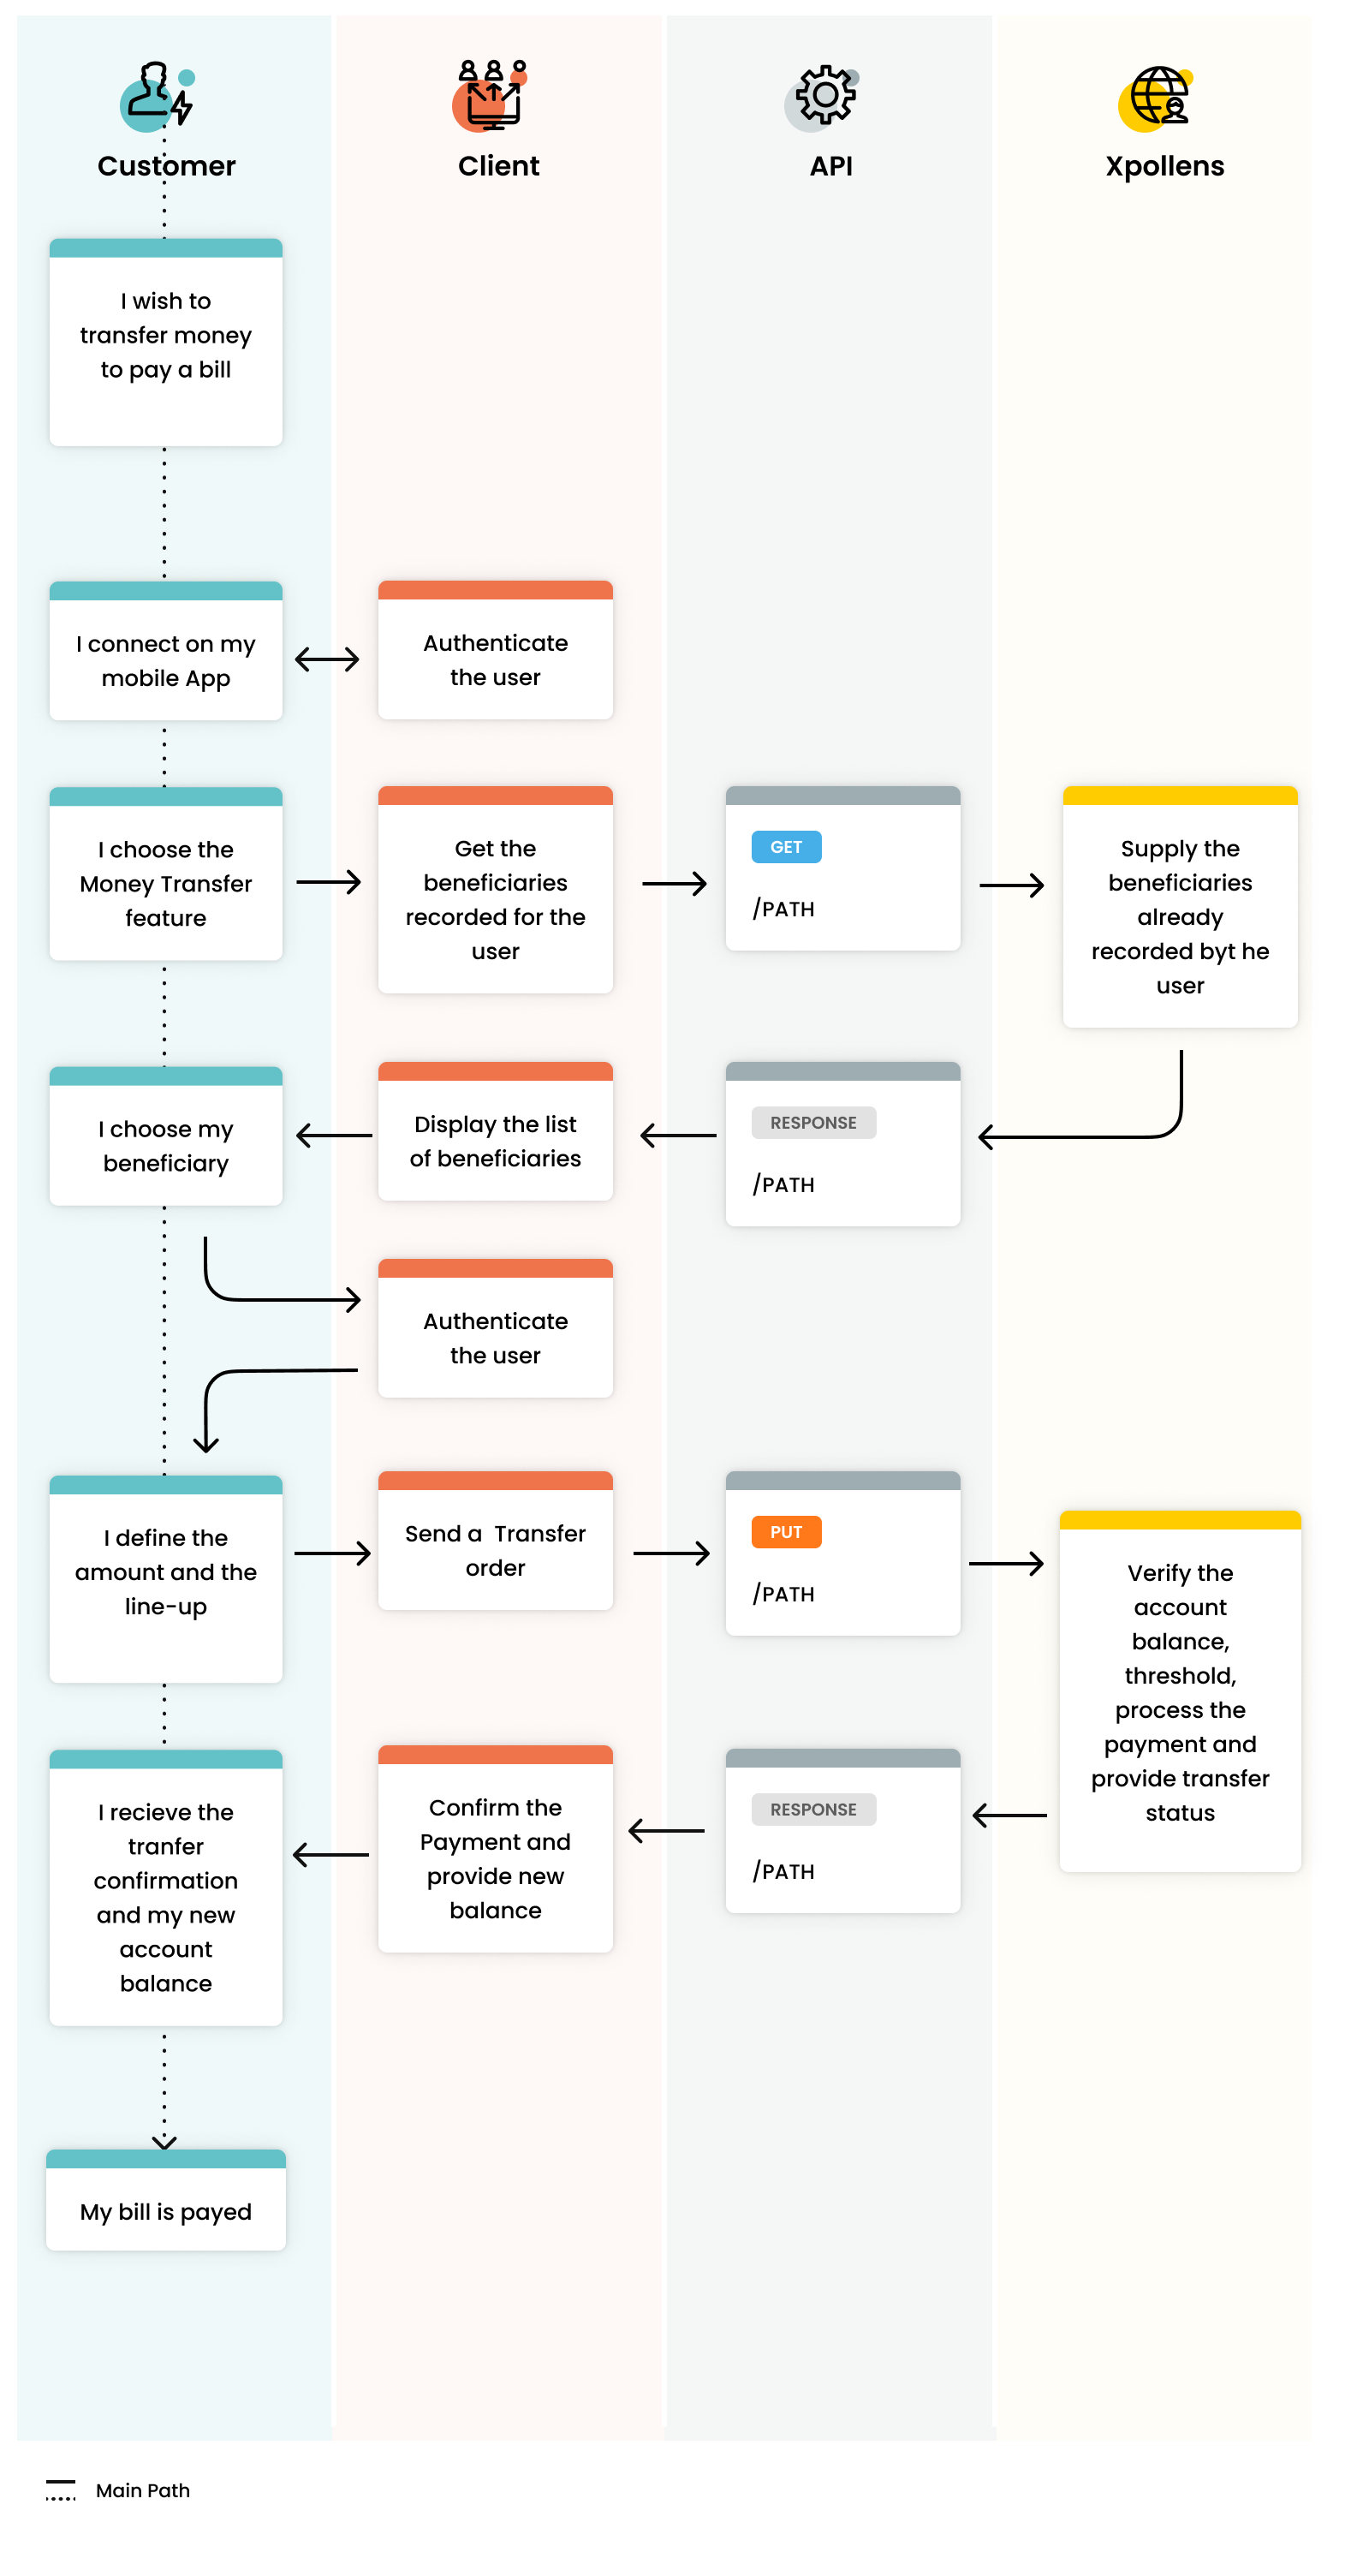 Customer
Client
API
Xpollens
I wish to
transfer money
to pay a bill
I connect on my
mobile App
Authenticate
the user
I choose the
Money Transfer
feature
Get the
beneficiaries
recorded for the
user
GET
/PATH
Supply the
beneficiaries
already
recorded byt he
user
I choose my
beneficiary
Display the list
of beneficiaries
RESPONSE
/PATH
Authenticate
the user
I define the
amount and the
line-up
Send a  Transfer
order
PUT
/PATH
Verify the
account
balance,
threshold,
process the
payment and
provide transfer
status
I recieve the
tranfer
confirmation
and my new
account
balance
Confirm the
Payment and
provide new
balance
RESPONSE
/PATH
My bill is payed
Main Path